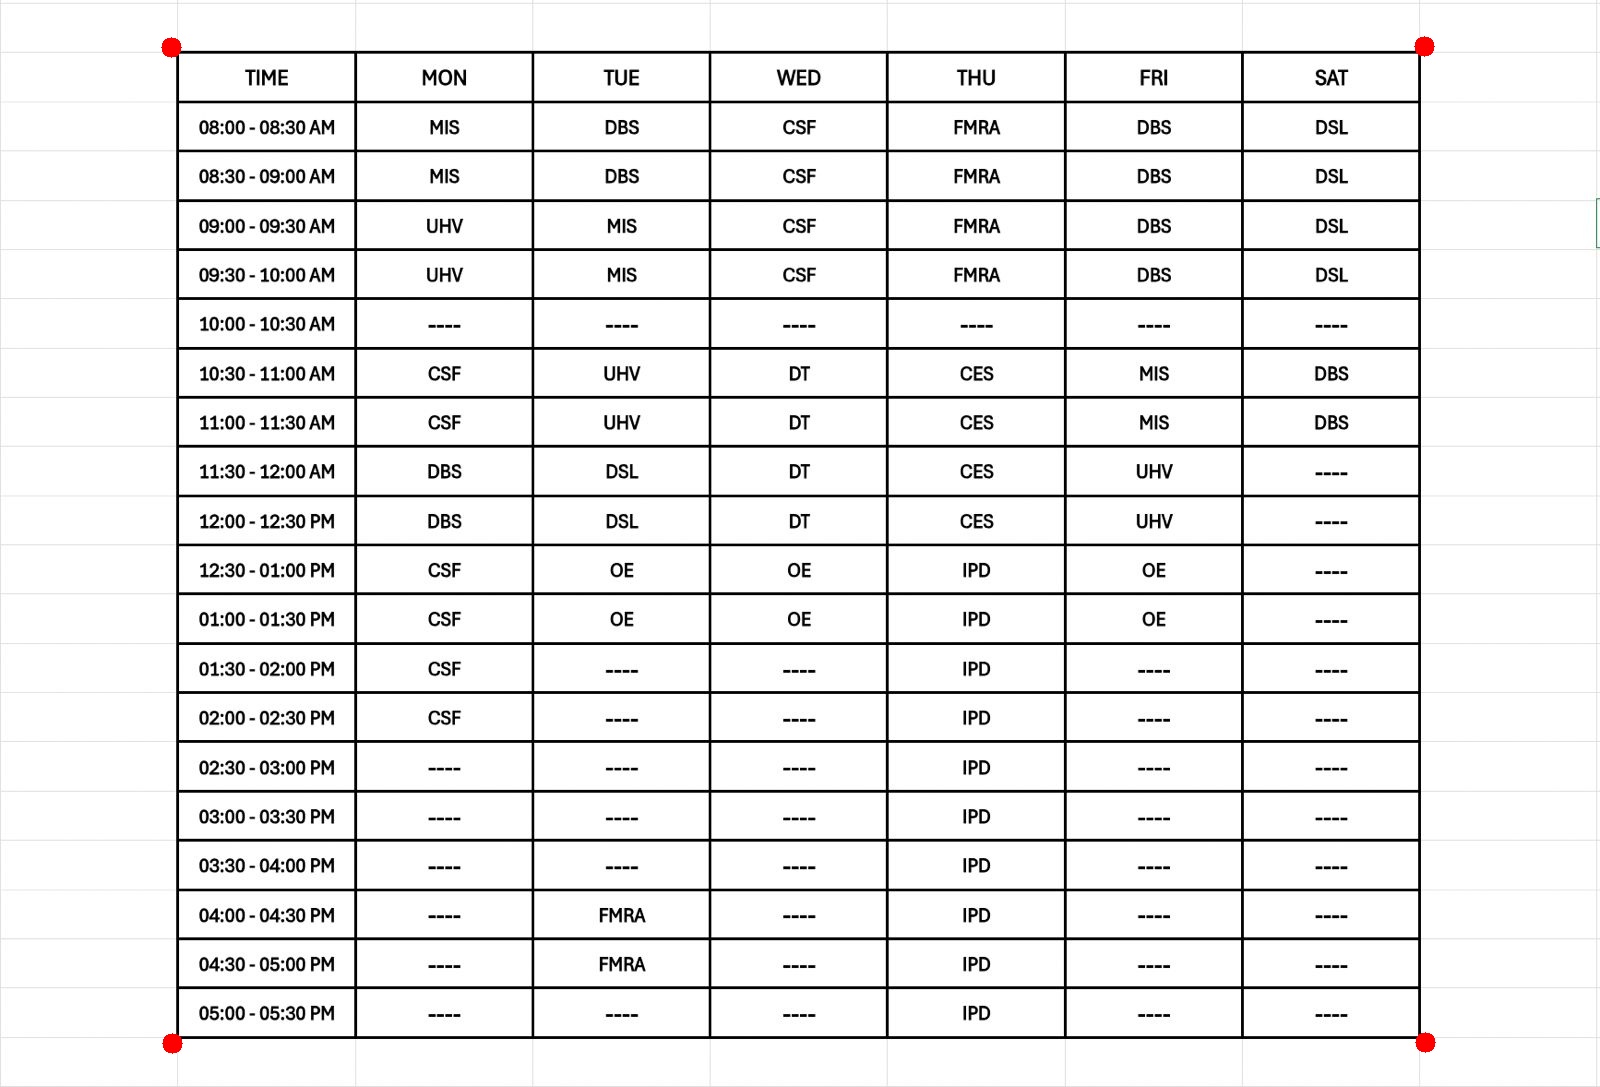 TIME MON TUE WED THU FRI SAT
08:00 - 08:30 AM MIS DBS CSF FMRA DBS DSL
08:30 - 09:00 AM MIS DBS CSF FMRA DBS DSL
09:00 - 09:30 AM UHV MIS CSF FMRA DBS DSL
09:30 - 10:00 AM UHV MIS CSF FMRA DBS DSL
10:00 - 10:30 AM ---- ---- ---- ---- ---- ----
10:30 - 11:00 AM CSF UHV DT CES MIS DBS
11:00 - 11:30 AM CSF UHV DT CES MIS DBS
11:30 - 12:00 AM DBS DSL DT CES UHV ----
12:00 - 12:30 PM DBS DSL DT CES UHV ----
12:30 - 01:00 PM CSF OE OE IPD OE ----
01:00 - 01:30 PM CSF OE OE IPD OE ----
01:30 - 02:00 PM CSF ---- ---- IPD ---- ----
02:00 - 02:30 PM CSF ---- ---- IPD ---- ----
02:30 - 03:00 PM ---- ---- ---- IPD ---- ----
03:00 - 03:30 PM ---- ---- ---- IPD ---- ----
03:30 - 04:00 PM ---- ---- ---- IPD ---- ----
04:00 - 04:30 PM ---- FMRA ---- IPD ---- ----
04:30 - 05:00 PM ---- FMRA ---- IPD ---- ----
05:00 - 05:30 PM ---- ---- ---- IPD ---- ----